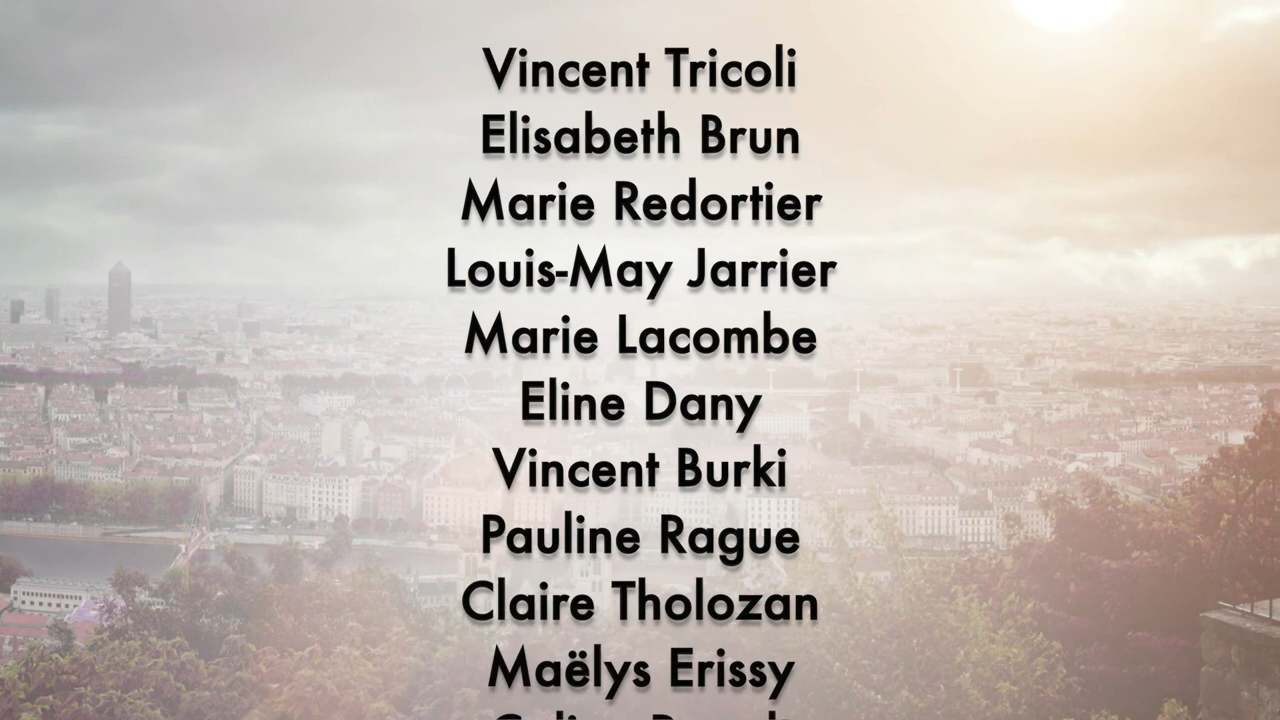 Vincent Tricoli
Elisabeth Brun
Marie Redortier
Louis-May Jarrier
Marie Lacombe
Eline Dany
Vincent Burki
Pauline Rague
Claire Tholozan
Maëlys Erissy